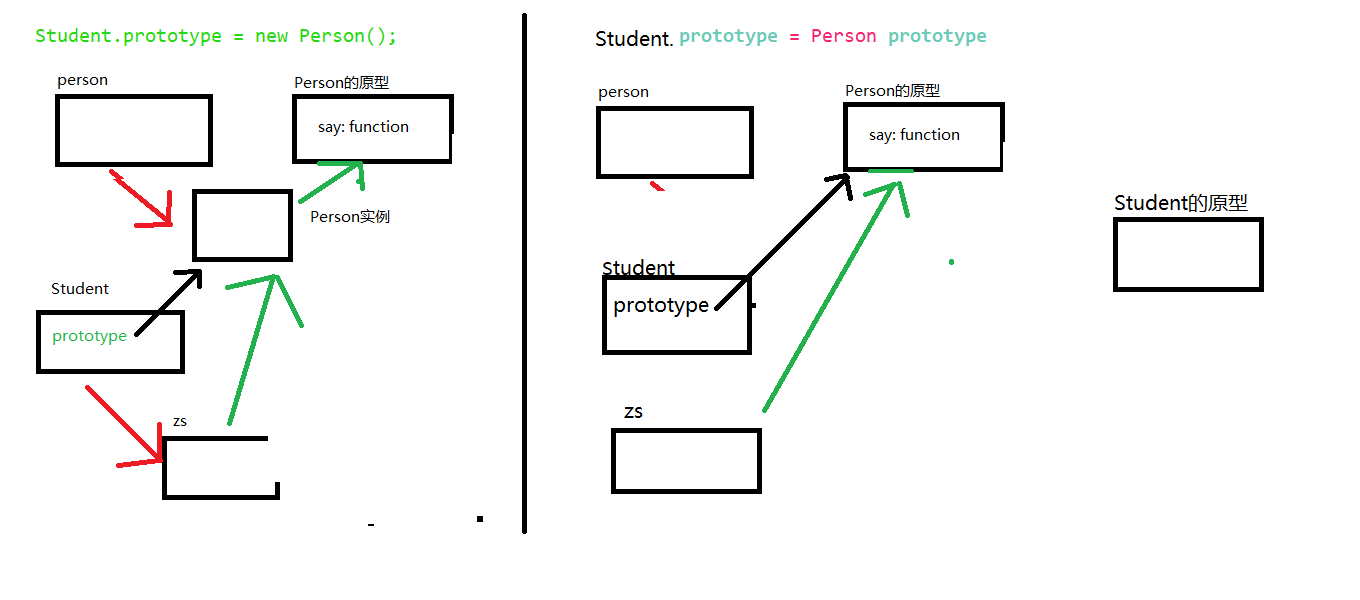 Student.prototype = new Person();
person
Person的原型
say: function
Person实例
Student
prototype
zs
Student. prototype = Person prototype
person
Person的原型
say: function
Student的原型
student
prototype
zs